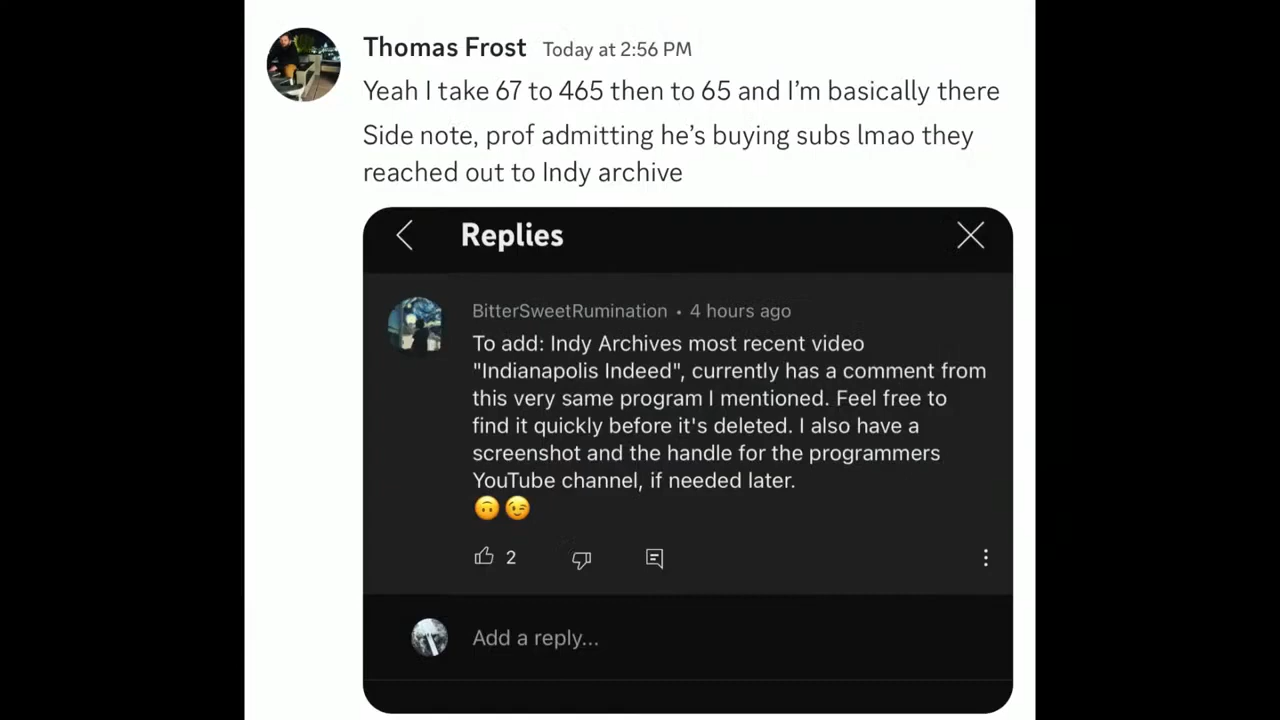 Thomas Frost Today at 2:56 PM
Yeah I take 67 to 465 then to 65 and I’m basically there
Side note, prof admitting he’s buying subs lmao they
reached out to Indy archive
Replies
BitterSweetRumination • 4 hours ago
To add: Indy Archives most recent video
"Indianapolis Indeed", currently has a comment from
this very same program I mentioned. Feel free to
find it quickly before it's deleted. I also have a
screenshot and the handle for the programmers
YouTube channel, if needed later.
🙃😉
2
Add a reply...